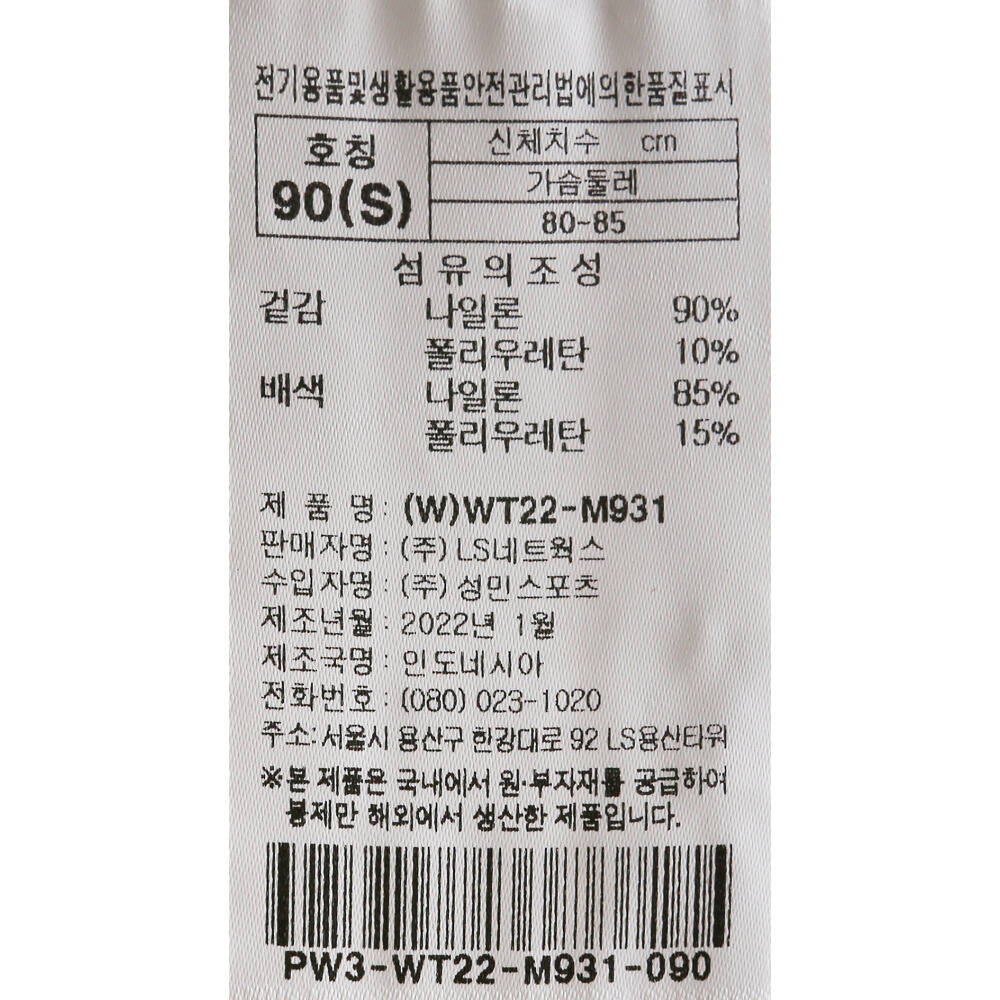 전기용품및생활용품안전관리법에의한품질표시
호칭
90(S)
신체치수 cm
가슴둘레
80~85
섬유의조성
겉감 나일론 90%
폴리우레탄 10%
배색 나일론 85%
폴리우레탄 15%
제 품 명 : (W)WT22-M931
판매자명 : (주) LS네트웍스
수입자명 : (주) 성민스포츠
제조년월 : 2022년 1월
제조국명 : 인도네시아
전화번호 : (080) 023-1020
주소: 서울시 용산구 한강대로 92 LS용산타워
※본 제품은 국내에서 원·부자재를 공급하여
봉제만 해외에서 생산한 제품입니다.
PW3-WT22-M931-090